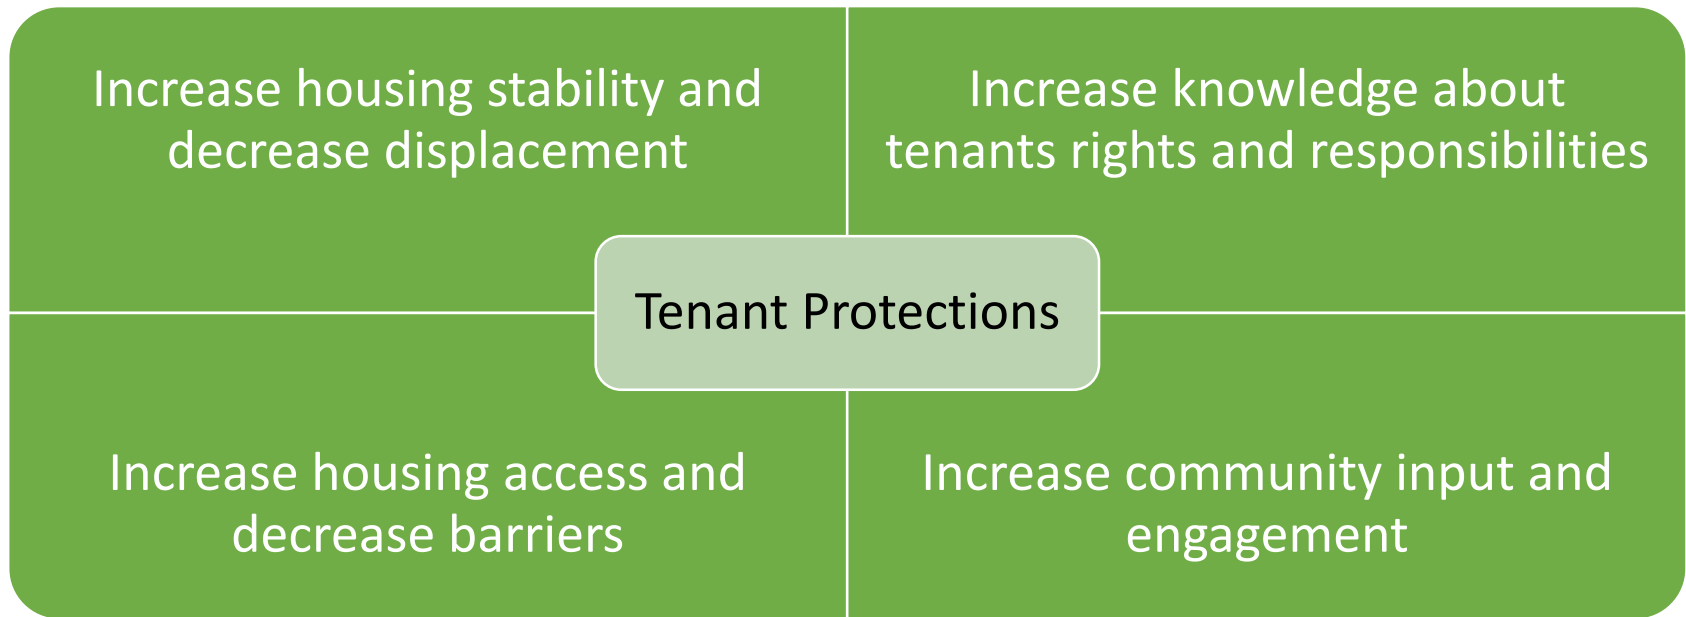 Increase housing stability and
decrease displacement
Increase knowledge about
tenants rights and responsibilities
Tenant Protections
Increase housing access and
decrease barriers
Increase community input and
engagement